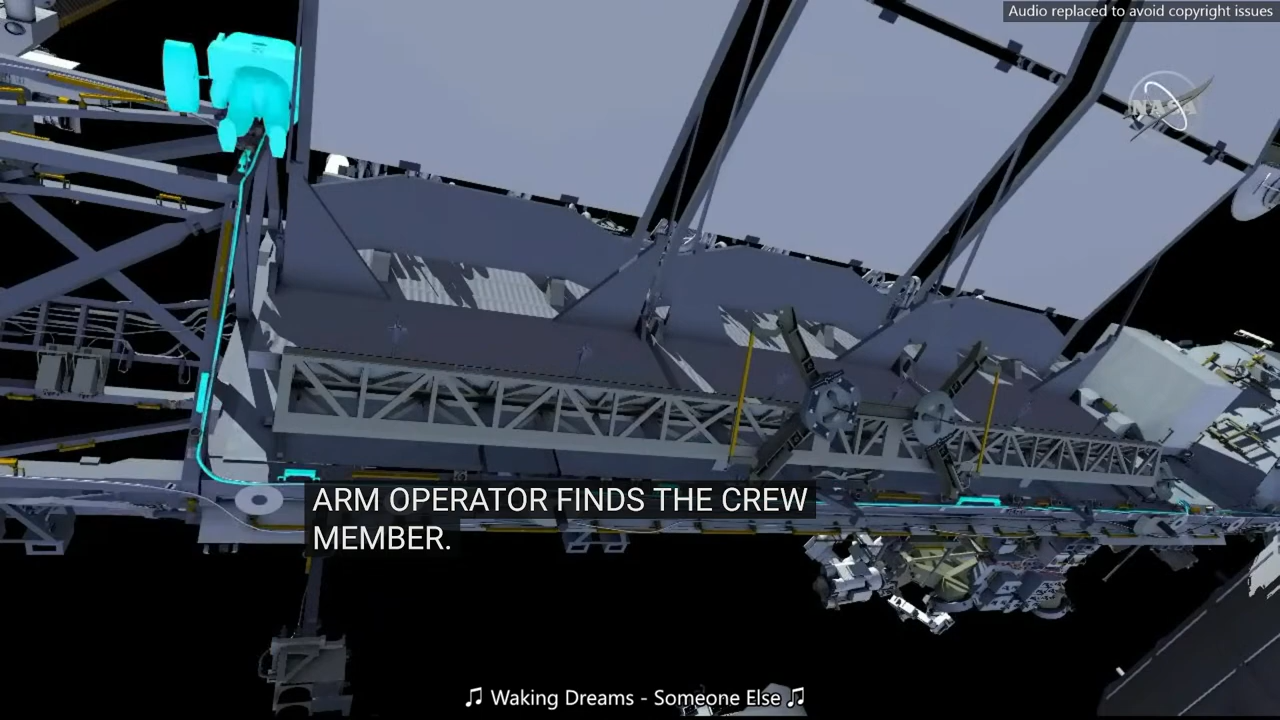 Audio replaced to avoid copyright issues
NASA
ARM OPERATOR FINDS THE CREW
MEMBER.
♫ Waking Dreams - Someone Else ♫